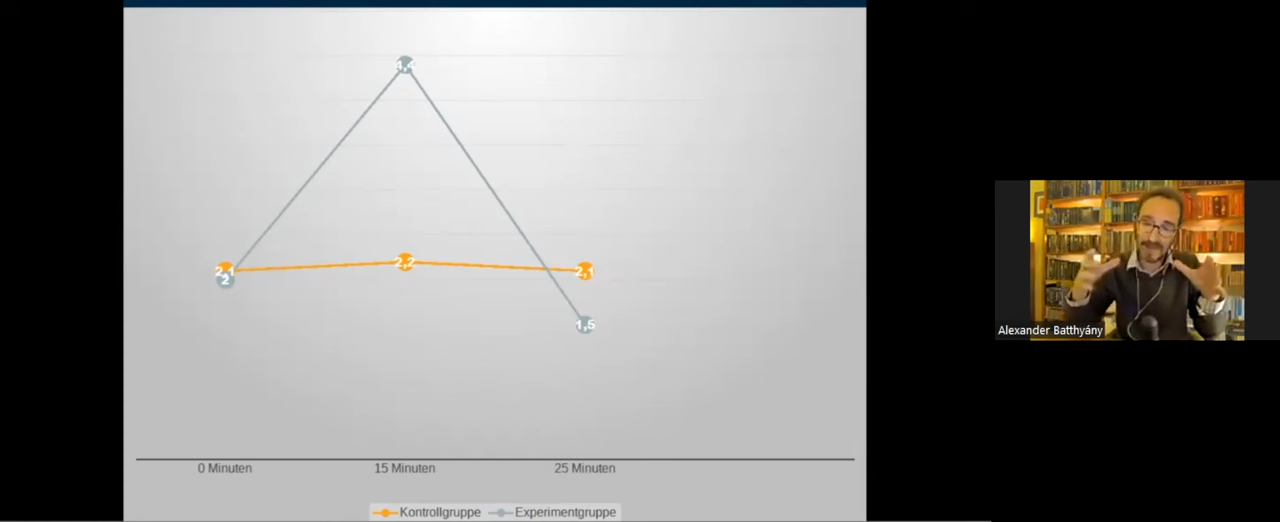 4,4
2,1
2,2
2,1
2
1,5
0 Minuten 15 Minuten 25 Minuten
Kontrollgruppe Experimentgruppe
Alexander Batthyány